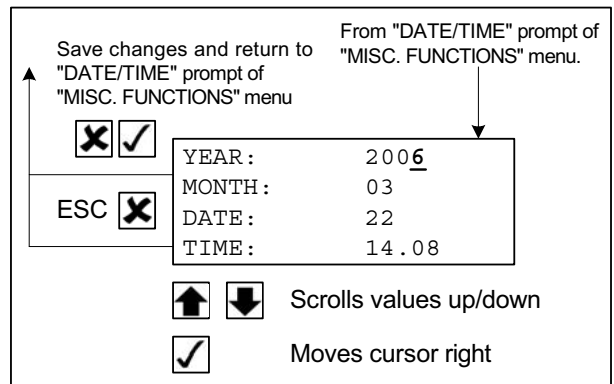 From "DATE/TIME" prompt of
"MISC. FUNCTIONS" menu.
Save changes and return to
"DATE/TIME" prompt of
"MISC. FUNCTIONS" menu
YEAR: 2006
MONTH: 03
ESC
DATE: 22
TIME: 14.08
Scrolls values up/down
Moves cursor right